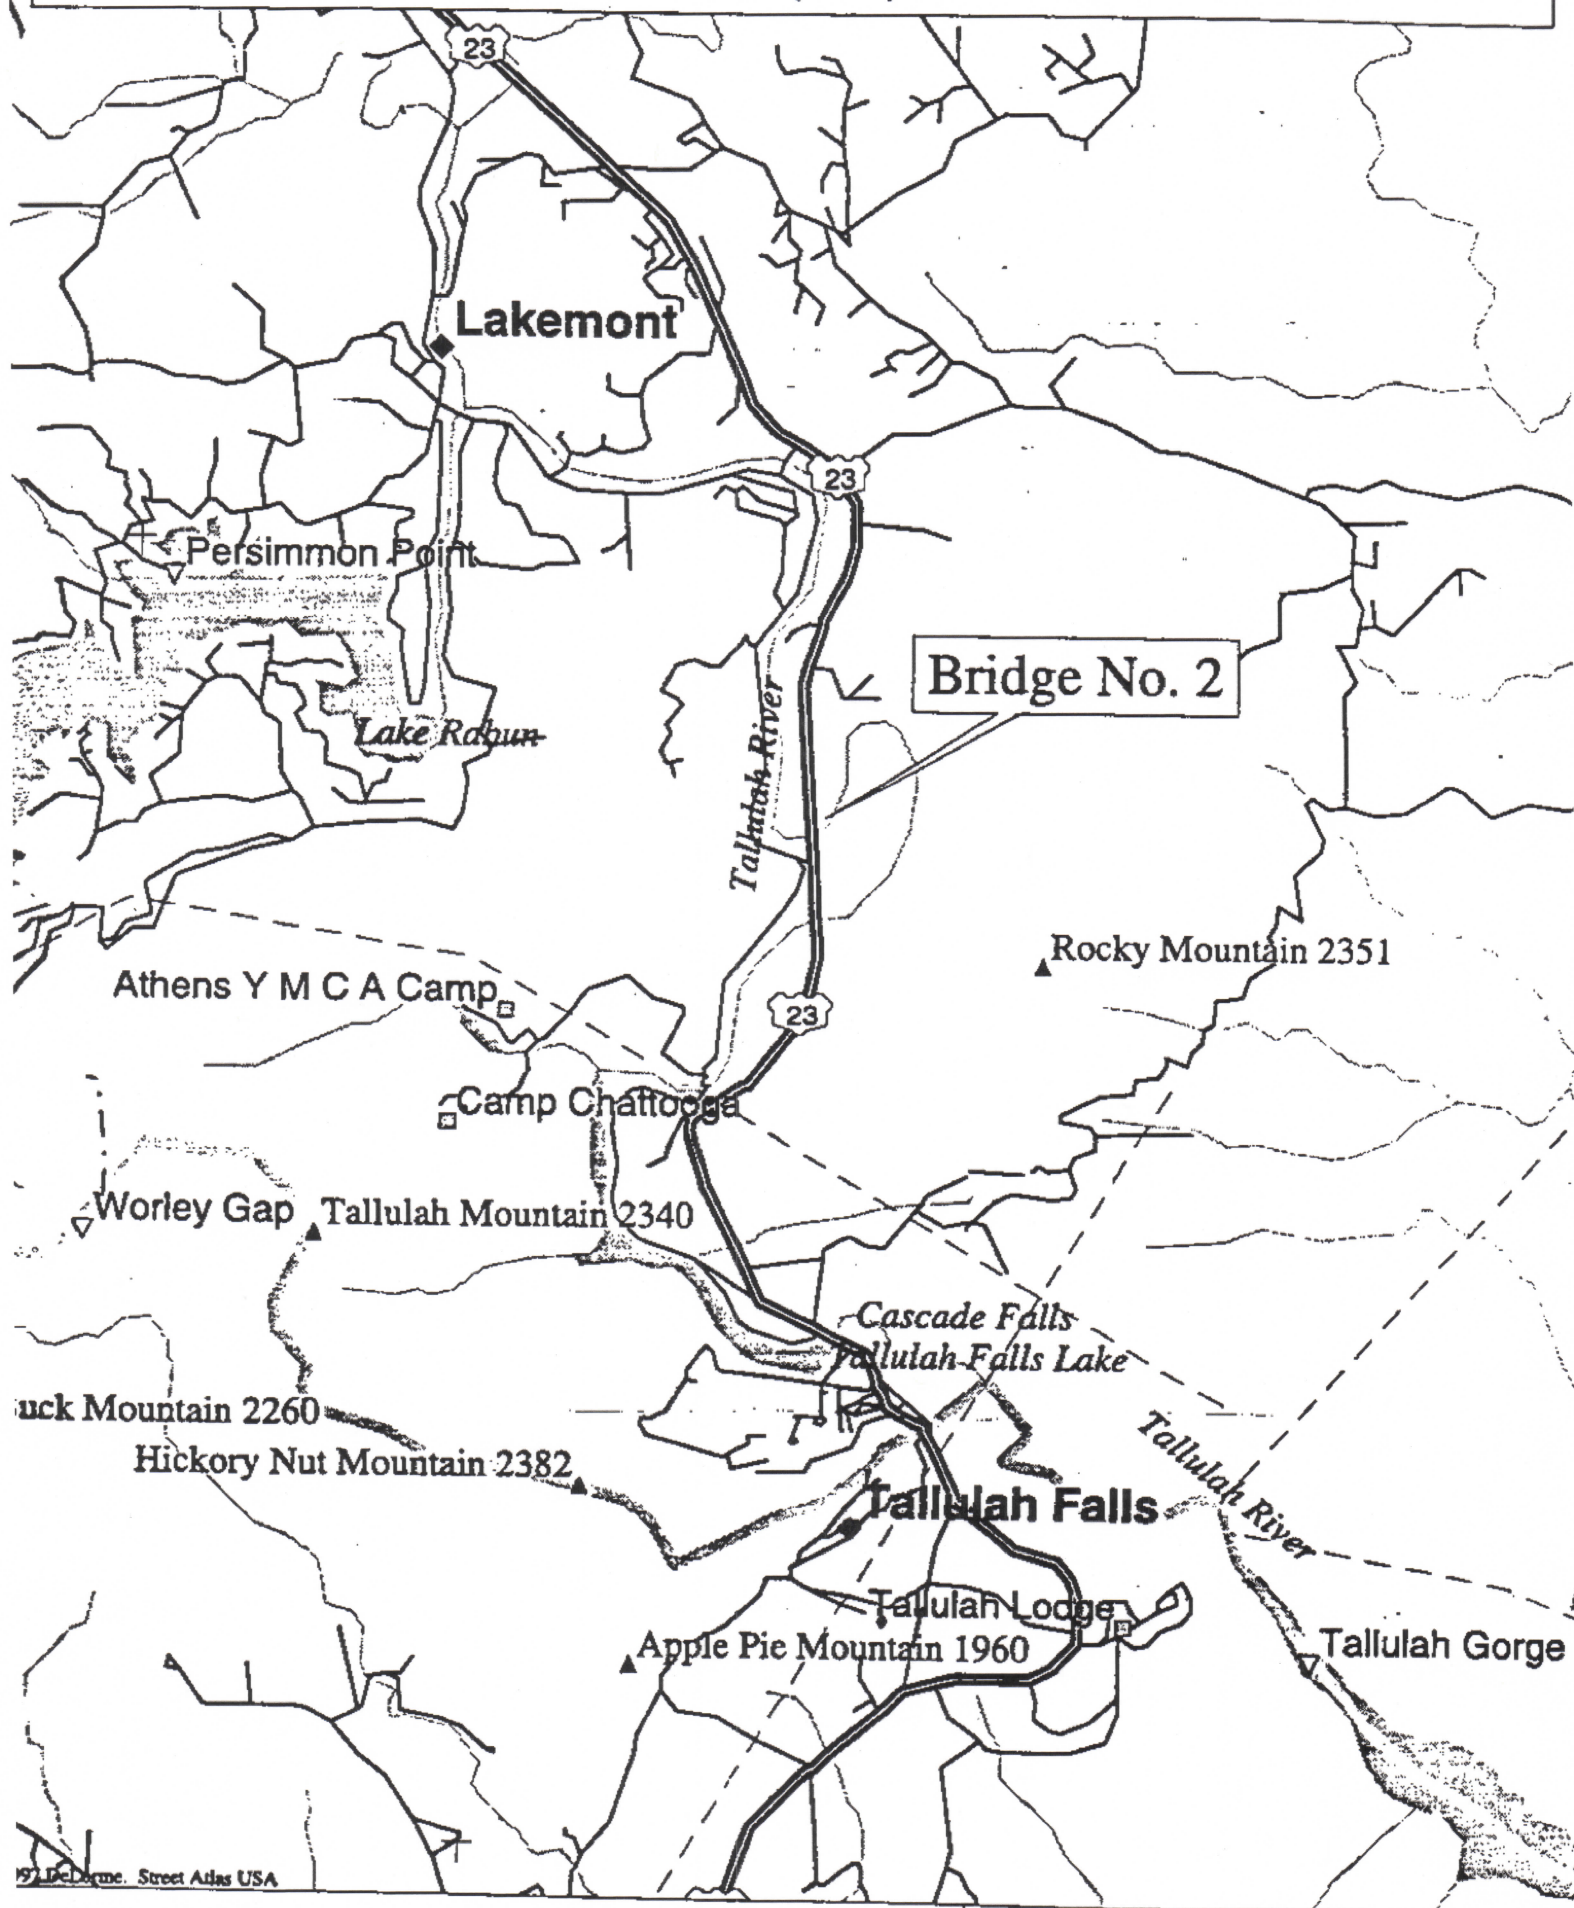 23
Lakemont
23
Persimmon Point
Bridge No. 2
Lake Rabun
Tallulah River
Rocky Mountain 2351
Athens Y M C A Camp
23
Camp Chattooga
Worley Gap
Tallulah Mountain 2340
Cascade Falls
Tallulah Falls Lake
uck Mountain 2260
Tallulah River
Hickory Nut Mountain 2382
Tallulah Falls
Tallulah Lodge
Apple Pie Mountain 1960
Tallulah Gorge
Street Atlas USA